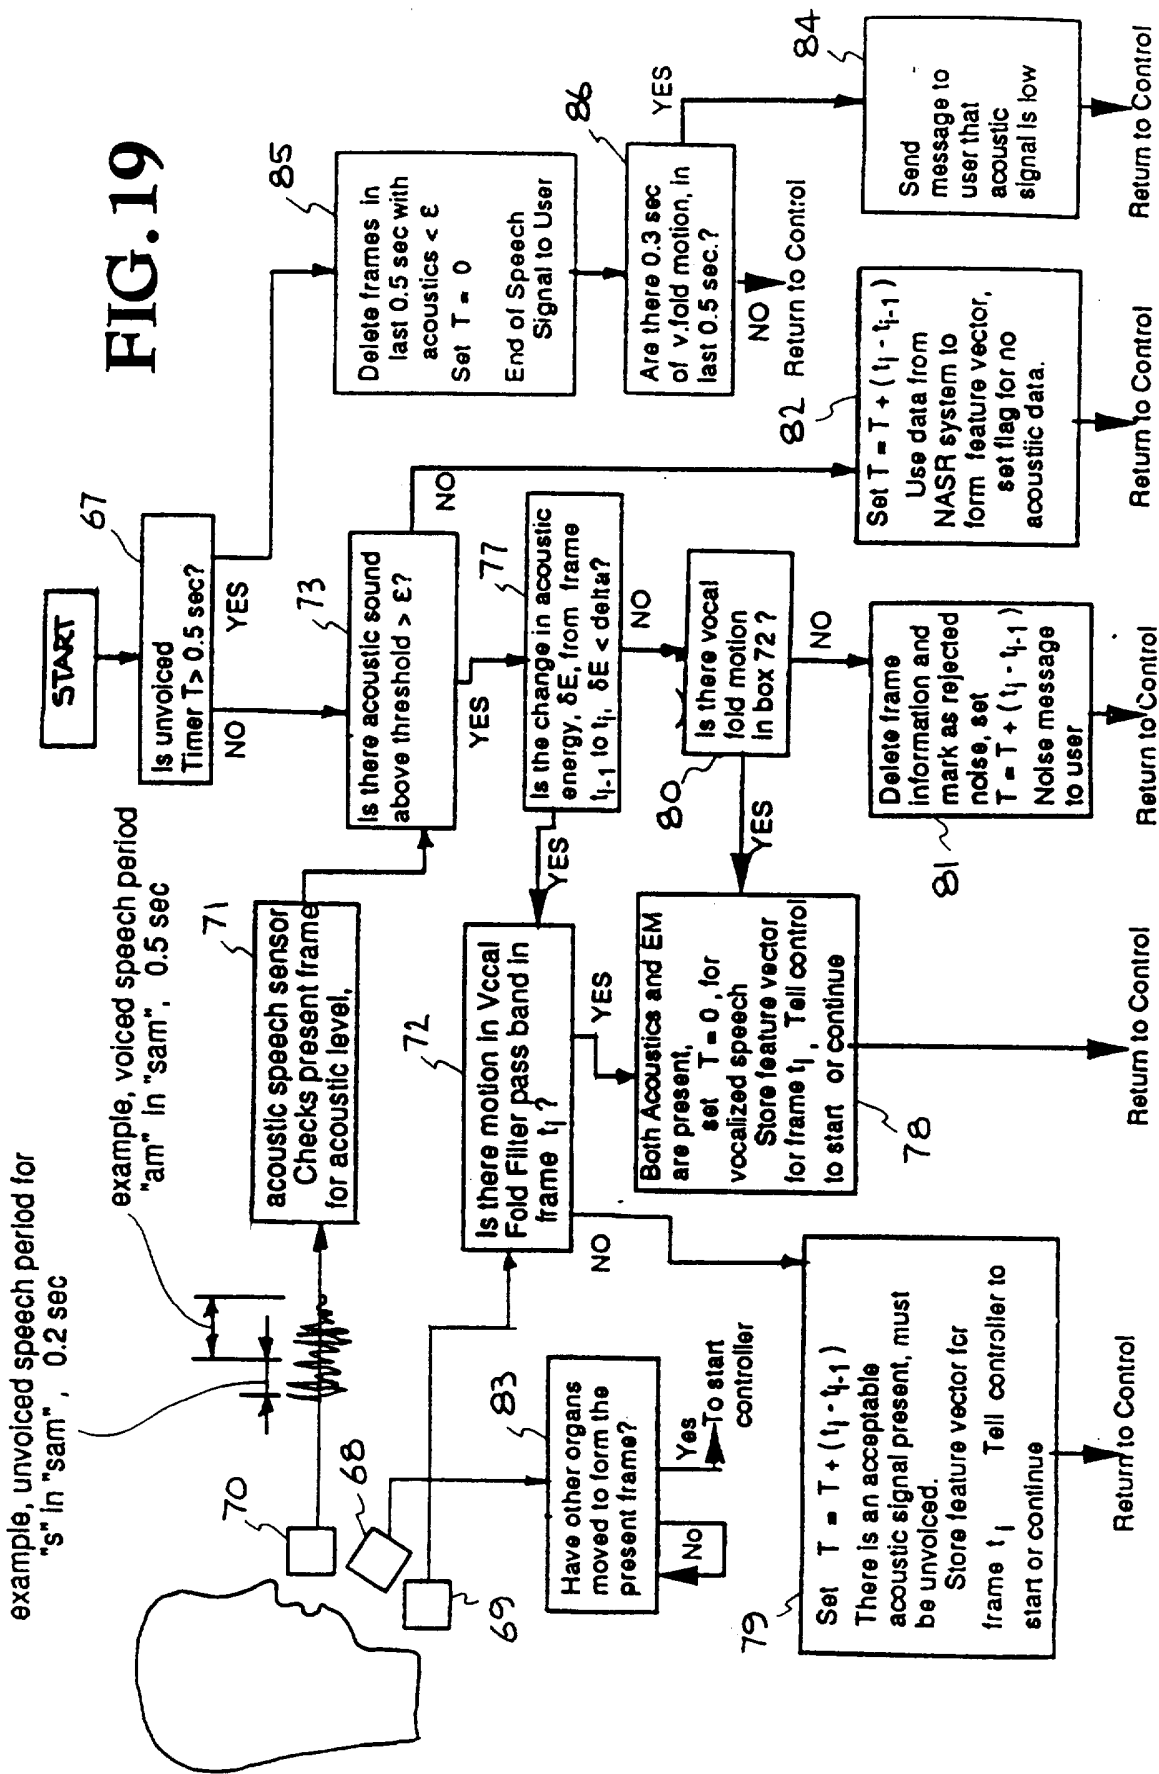 FIG.19
example, unvoiced speech period for
"s" in "sam", 0.2 sec
example, voiced speech period
"am" in "sam", 0.5 sec
START
67
Is unvoiced
Timer T> 0.5 sec?
NO
YES
85
Delete frames in
last 0.5 sec with
acoustics < ε
Set T = 0
End of Speech
Signal to User
86
Are there 0.3 sec
of v.fold motion, in
last 0.5 sec.?
YES
NO
Return to Control
84
Send
message to
user that
acoustic
signal is low
Return to Control
70
68
69
71
acoustic speech sensor
Checks present frame
for acoustic level,
73
Is there acoustic sound
above threshold > ε?
NO
YES
77
Is the change in acoustic
energy, δE, from frame
ti-1 to ti, δE < delta?
YES
NO
72
Is there motion in Vccal
Fold Filter pass band in
frame ti?
YES
NO
80
Is there vocal
fold motion
in box 72?
YES
NO
82
Set T = T + (ti - ti-1)
Use data from
NASR system to
form feature vector,
set flag for no
acoustiic data.
Return to Control
81
Delete frame
information and
mark as rejected
noise, set
T = T + (ti - ti-1)
Noise message
to user
Return to Control
78
Both Acoustics and EM
are present,
set T = 0, for
vocalized speech
Store feature vector
for frame ti, Tell control
to start or continue
Return to Control
83
Have other organs
moved to form the
present frame?
No
Yes
To start
controller
79
Set T = T + (ti - ti-1)
There is an acceptable
acoustic signal present, must
be unvoiced.
Store feature vector for
frame ti Tell controller to
start or continue
Return to Control